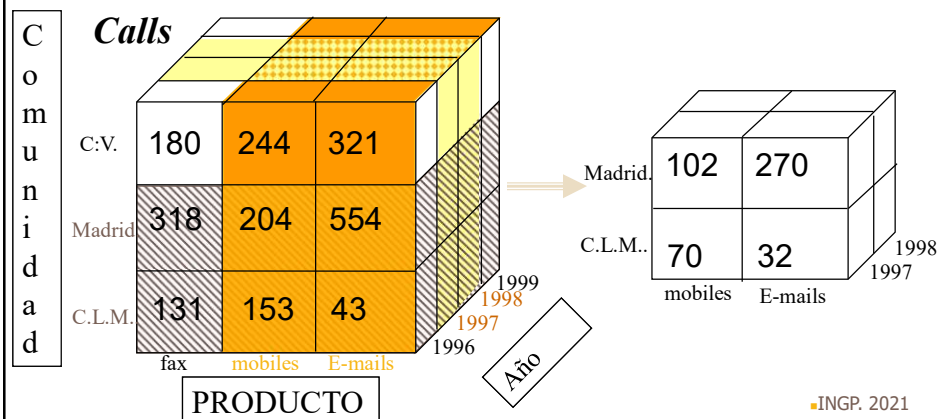 Comunidad
Calls
C:V. 180 244 321
Madrid 318 204 554
C.L.M. 131 153 43
fax mobiles E-mails
1996
1997
1998
1999
PRODUCTO
Año
Madrid. 102 270
C.L.M.. 70 32
mobiles E-mails
1997
1998
INGP. 2021